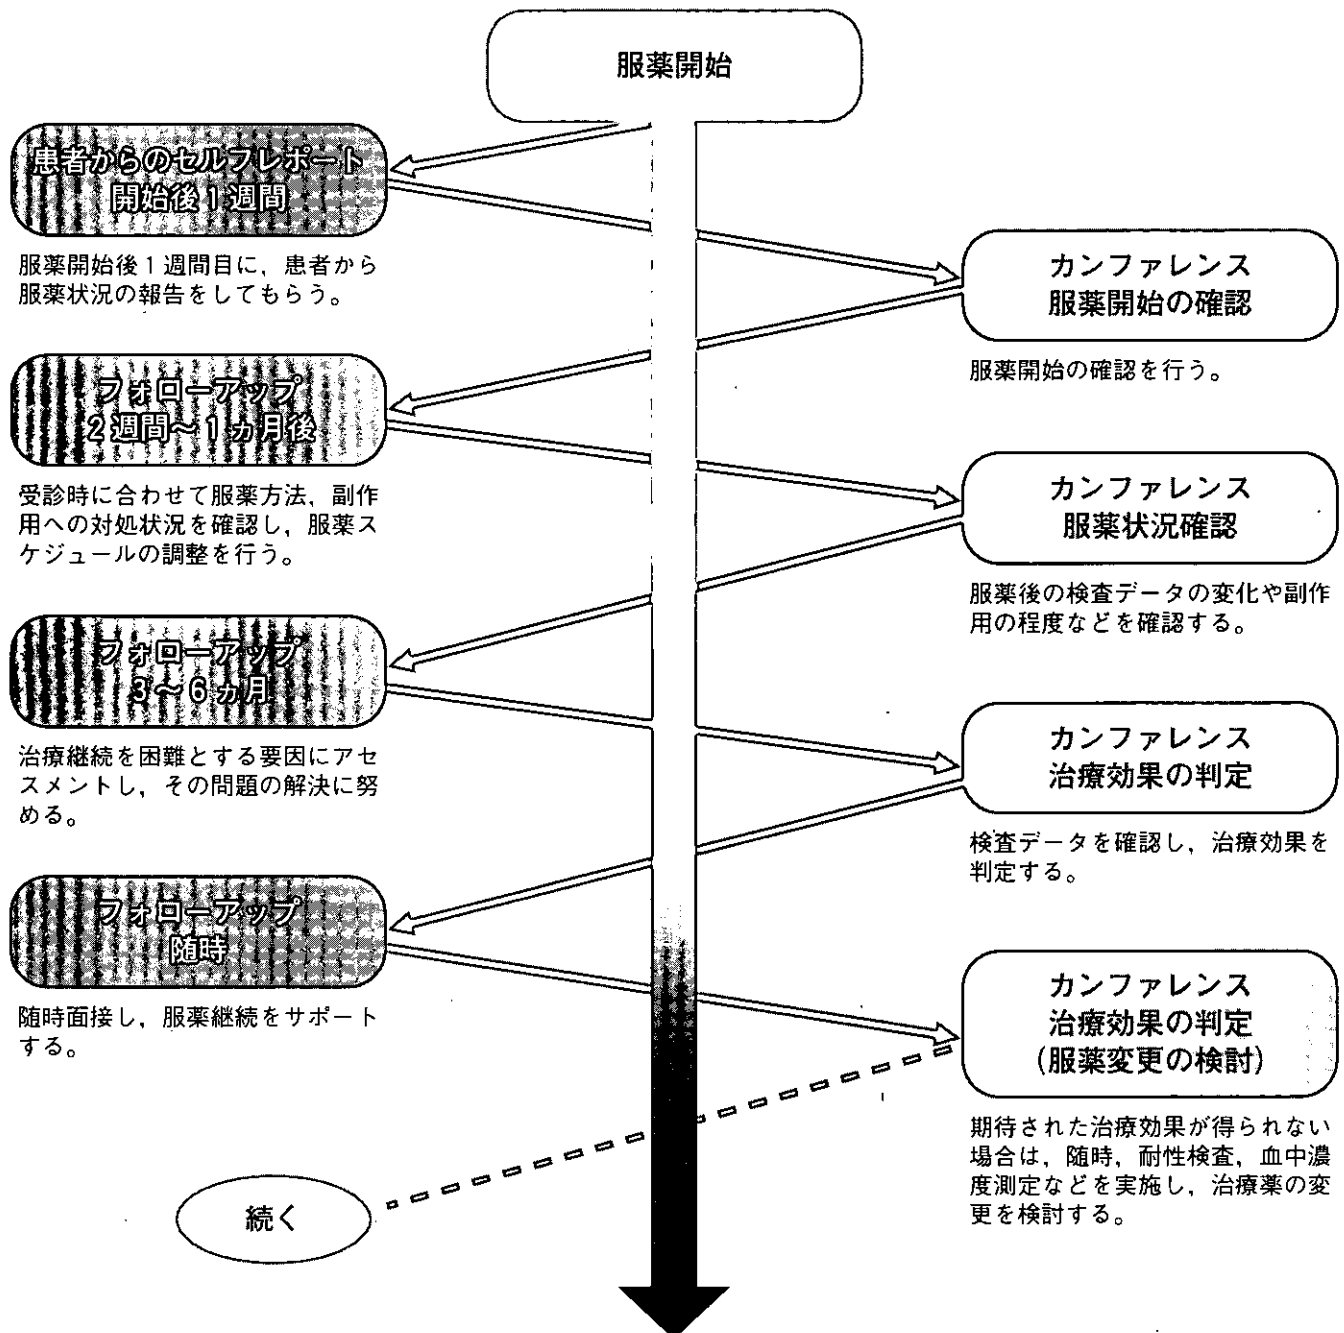 服薬開始
患者からのセルフレポート
開始後1週間
服薬開始後1週間目に，患者から
服薬状況の報告をしてもらう。
カンファレンス
服薬開始の確認
服薬開始の確認を行う。
フォローアップ
2週間～1ヵ月後
受診時に合わせて服薬方法，副作
用への対処状況を確認し，服薬ス
ケジュールの調整を行う。
カンファレンス
服薬状況確認
服薬後の検査データの変化や副作
用の程度などを確認する。
フォローアップ
3～6ヵ月
治療継続を困難とする要因にアセ
スメントし，その問題の解決に努
める。
カンファレンス
治療効果の判定
検査データを確認し，治療効果を
判定する。
フォローアップ
随時
随時面接し，服薬継続をサポート
する。
カンファレンス
治療効果の判定
(服薬変更の検討)
期待された治療効果が得られない
場合は，随時，耐性検査，血中濃
度測定などを実施し，治療薬の変
更を検討する。
続く